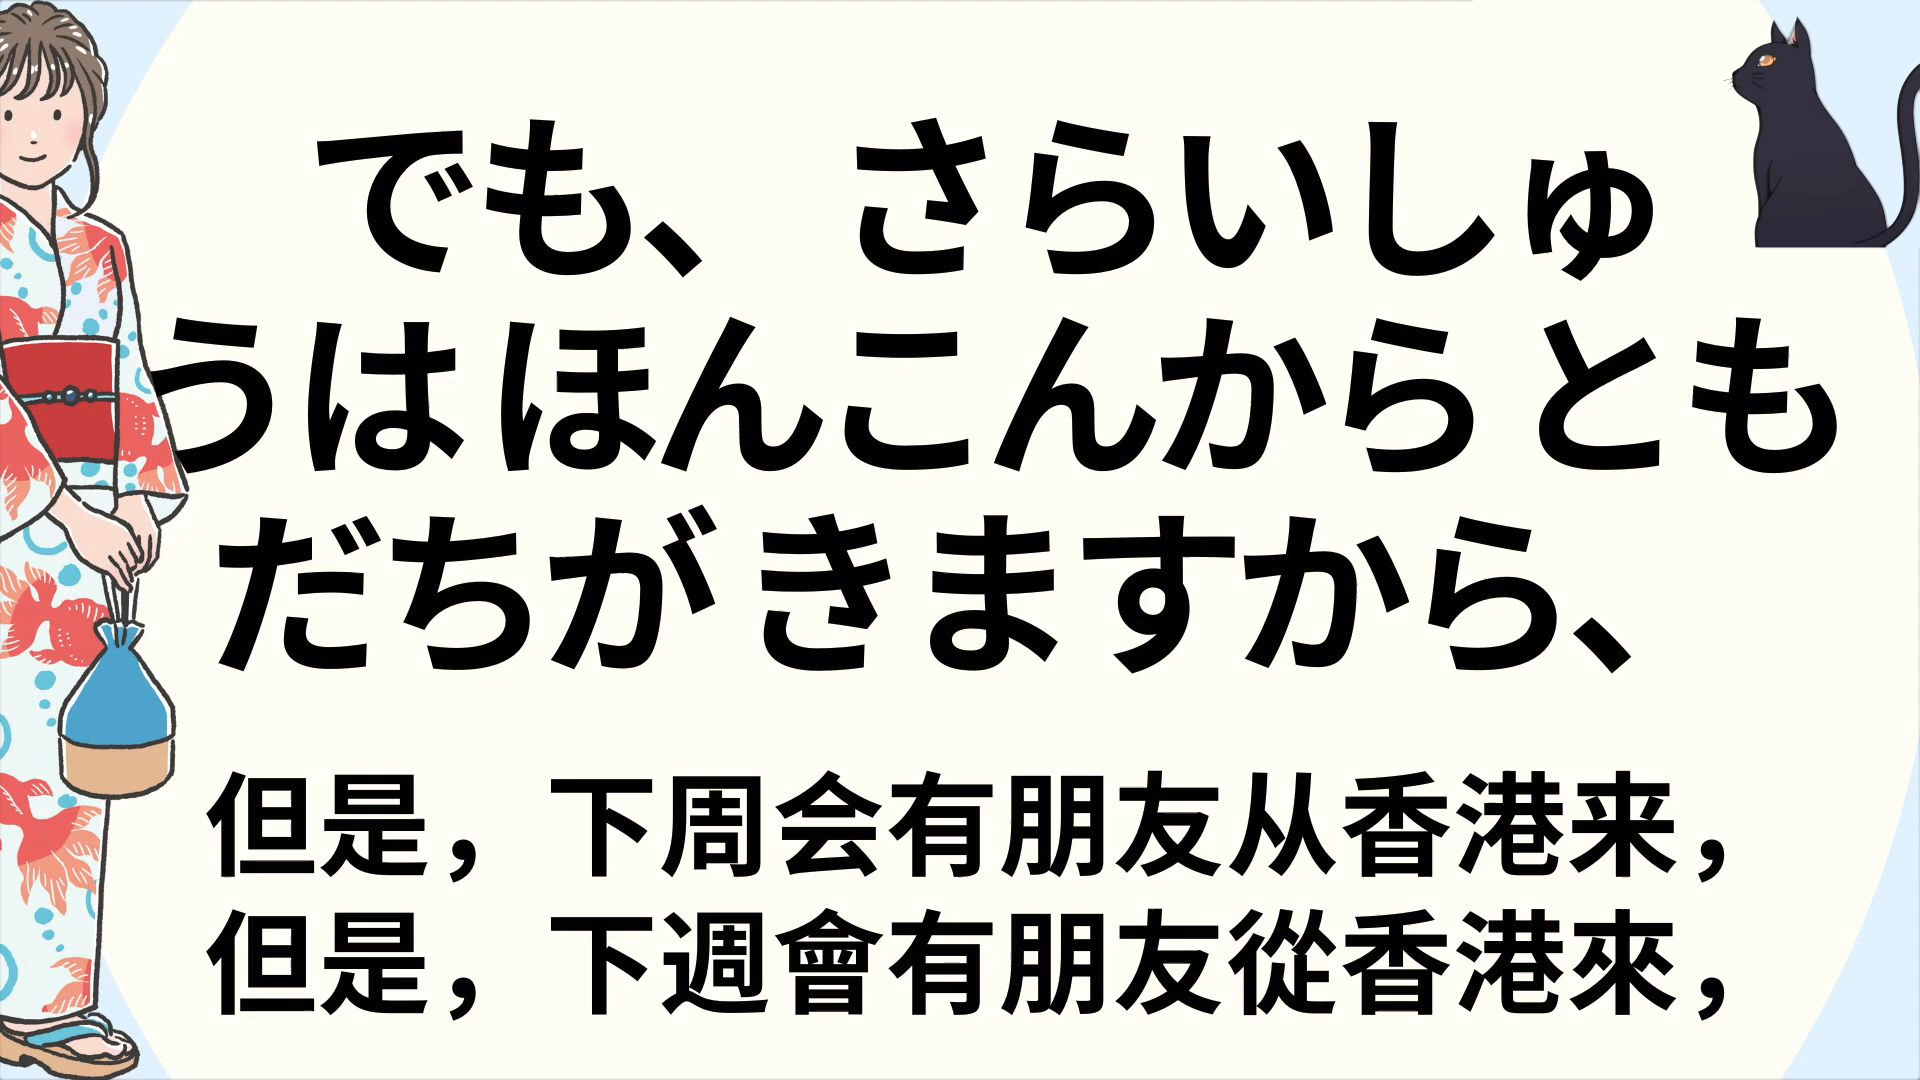 でも、 さらいしゅ
うは ほんこんから とも
だちが きますから、
但是，下周会有朋友从香港来，
但是，下週會有朋友從香港來，